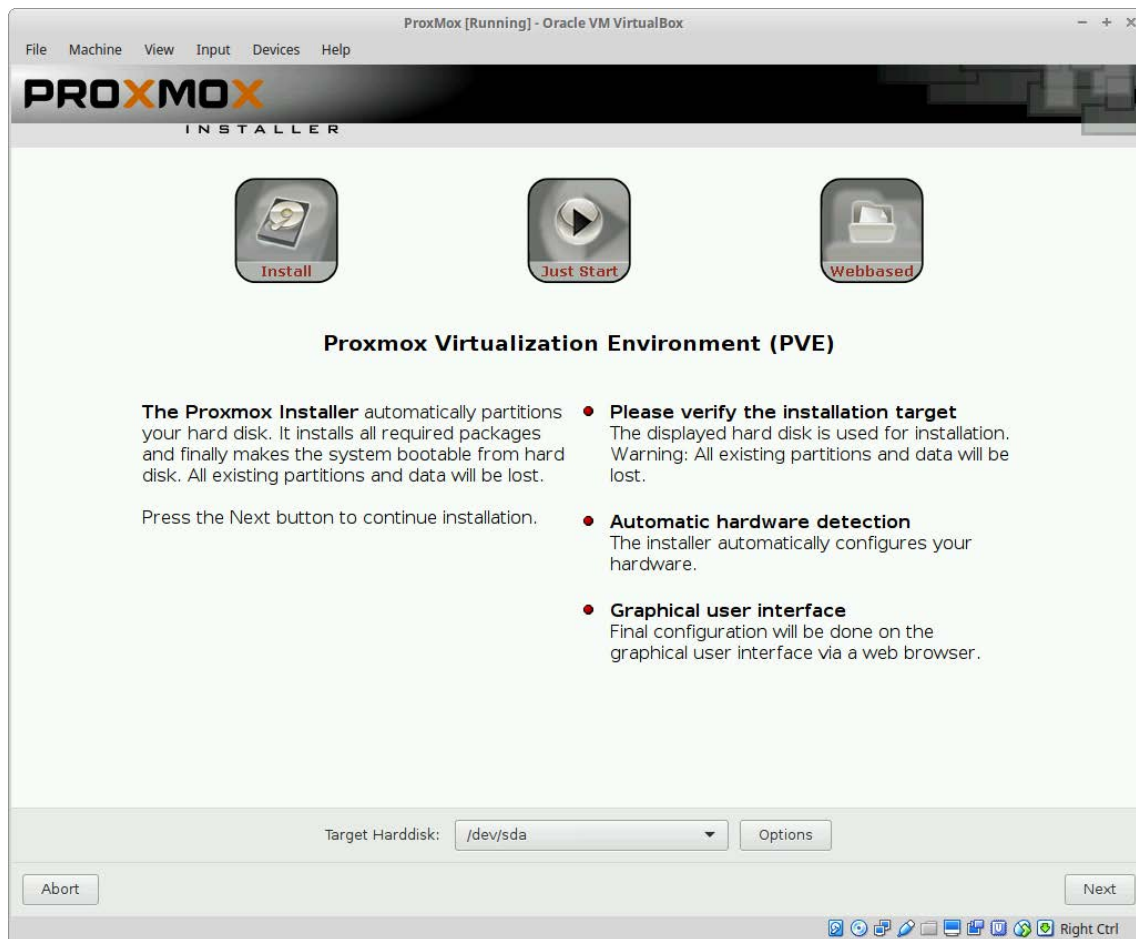 ProxMox [Running] - Oracle VM VirtualBox
File Machine View Input Devices Help
PROXMOX
INSTALLER
Install
Just Start
Webbased
Proxmox Virtualization Environment (PVE)
The Proxmox Installer automatically partitions
your hard disk. It installs all required packages
and finally makes the system bootable from hard
disk. All existing partitions and data will be lost.
Press the Next button to continue installation.
Please verify the installation target
The displayed hard disk is used for installation.
Warning: All existing partitions and data will be
lost.
Automatic hardware detection
The installer automatically configures your
hardware.
Graphical user interface
Final configuration will be done on the
graphical user interface via a web browser.
Target Harddisk: /dev/sda Options
Abort
Next
Right Ctrl